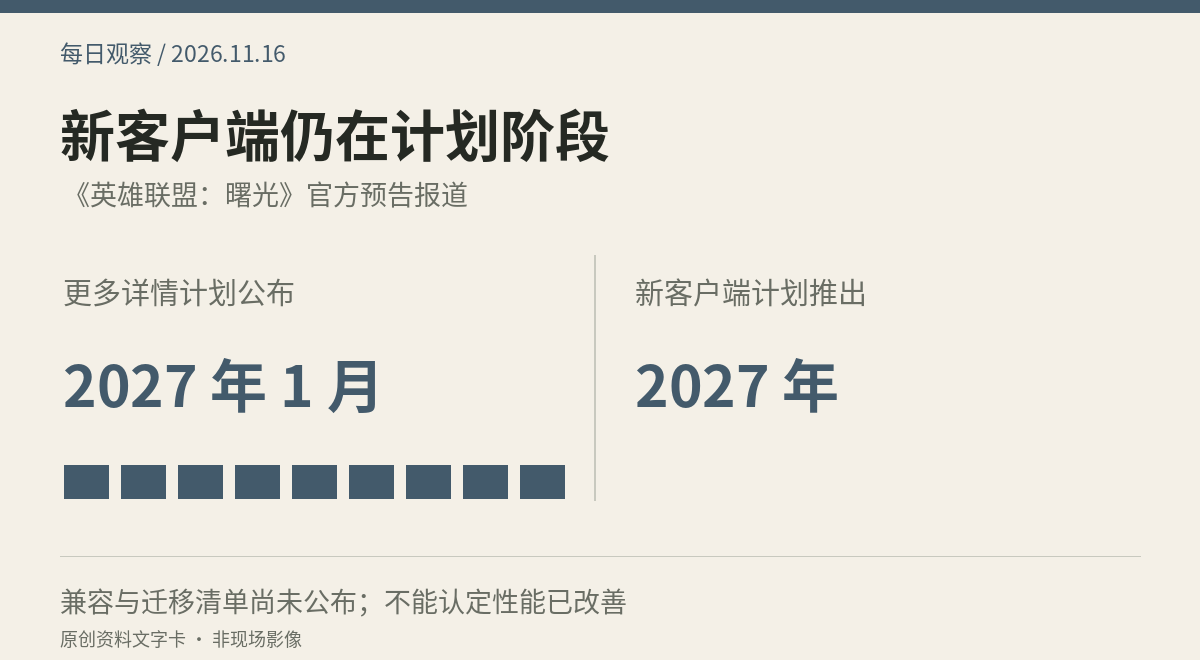 每日观察 / 2026.11.16
新客户端仍在计划阶段
《英雄联盟：曙光》官方预告报道
更多详情计划公布
2027 年 1 月
新客户端计划推出
2027 年
兼容与迁移清单尚未公布；不能认定性能已改善
原创资料文字卡 · 非现场影像